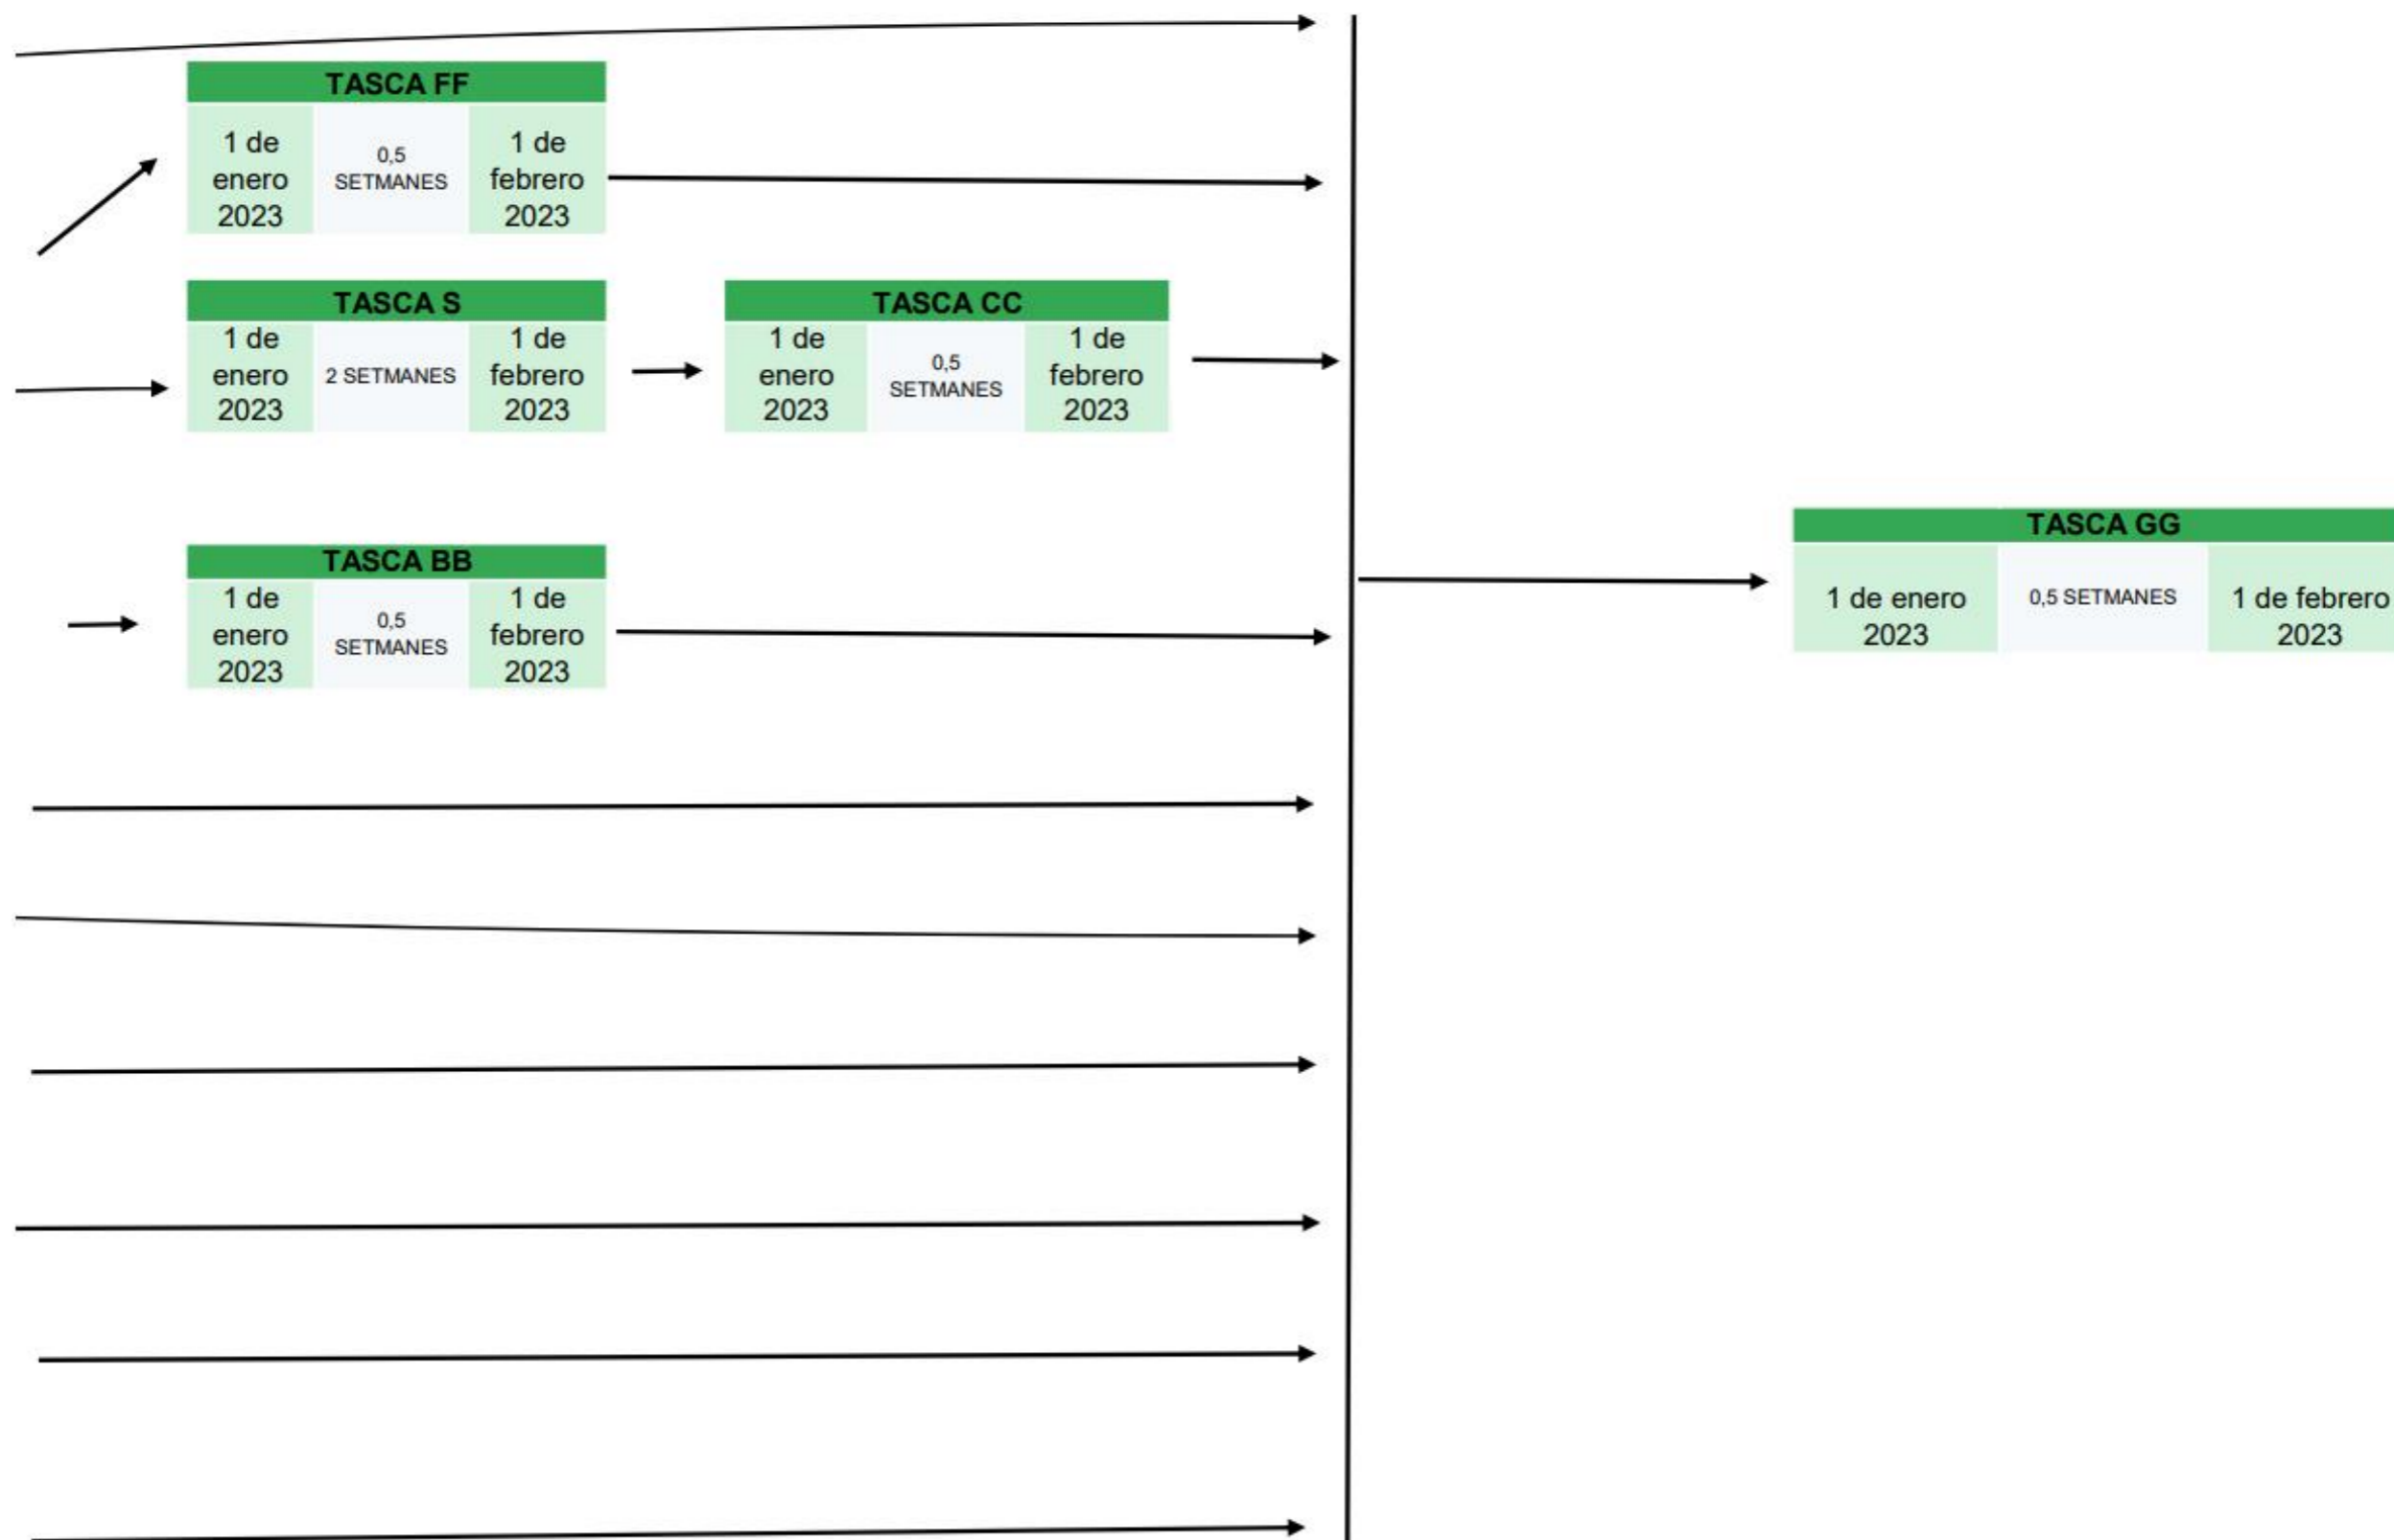 TASCA FF
1 de
enero
2023
0,5
SETMANES
1 de
febrero
2023
TASCA S
1 de
enero
2023
2 SETMANES
1 de
febrero
2023
TASCA CC
1 de
enero
2023
0,5
SETMANES
1 de
febrero
2023
TASCA BB
1 de
enero
2023
0,5
SETMANES
1 de
febrero
2023
TASCA GG
1 de enero
2023
0,5 SETMANES
1 de febrero
2023